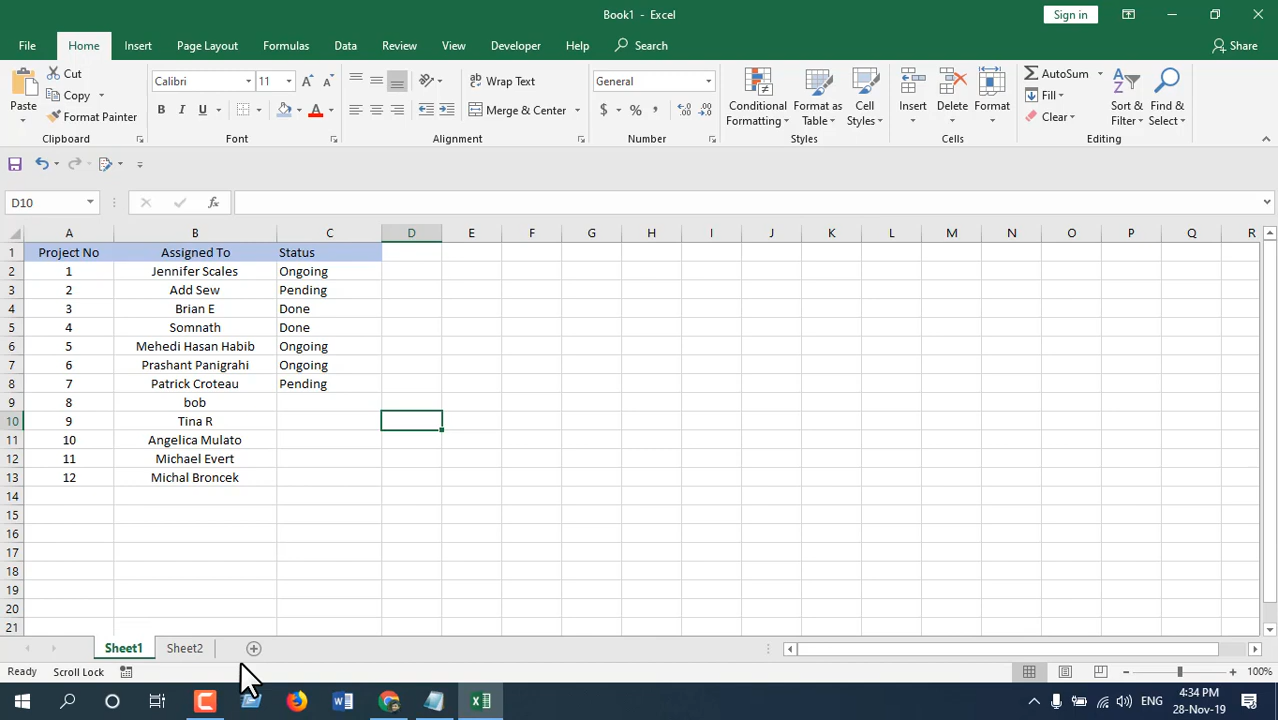 Book1 - Excel
Sign in
File Home Insert Page Layout Formulas Data Review View Developer Help Search Share
Paste
Cut
Copy
Format Painter
Clipboard
Calibri 11
B I U
Font
Wrap Text
Merge & Center
Alignment
General
$ % ,
Number
Conditional Formatting
Format as Table
Cell Styles
Styles
Insert
Delete
Format
Cells
AutoSum
Fill
Clear
Sort & Filter
Find & Select
Editing
D10
fx
A B C D E F G H I J K L M N O P Q R
1 Project No Assigned To Status
2 1 Jennifer Scales Ongoing
3 2 Add Sew Pending
4 3 Brian E Done
5 4 Somnath Done
6 5 Mehedi Hasan Habib Ongoing
7 6 Prashant Panigrahi Ongoing
8 7 Patrick Croteau Pending
9 8 bob
10 9 Tina R
11 10 Angelica Mulato
12 11 Michael Evert
13 12 Michal Broncek
14
15
16
17
18
19
20
21
Sheet1 Sheet2
Ready Scroll Lock 100%
ENG
4:34 PM
28-Nov-19